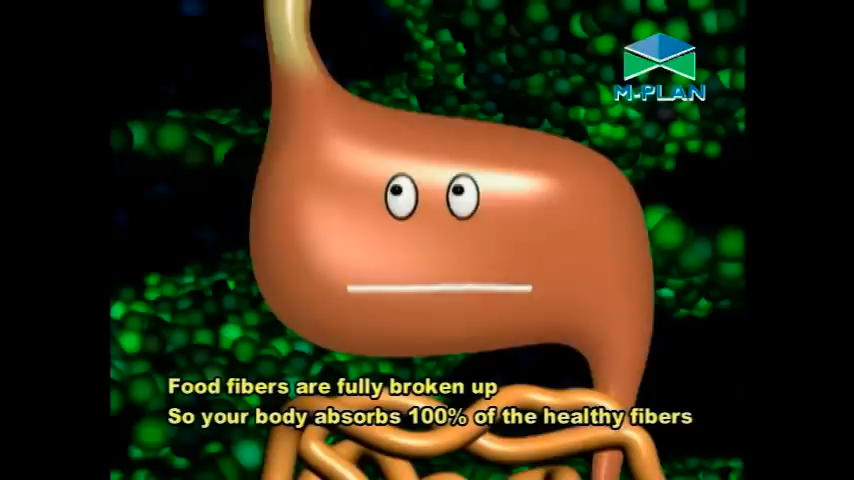 M-PLAN
Food fibers are fully broken up
So your body absorbs 100% of the healthy fibers